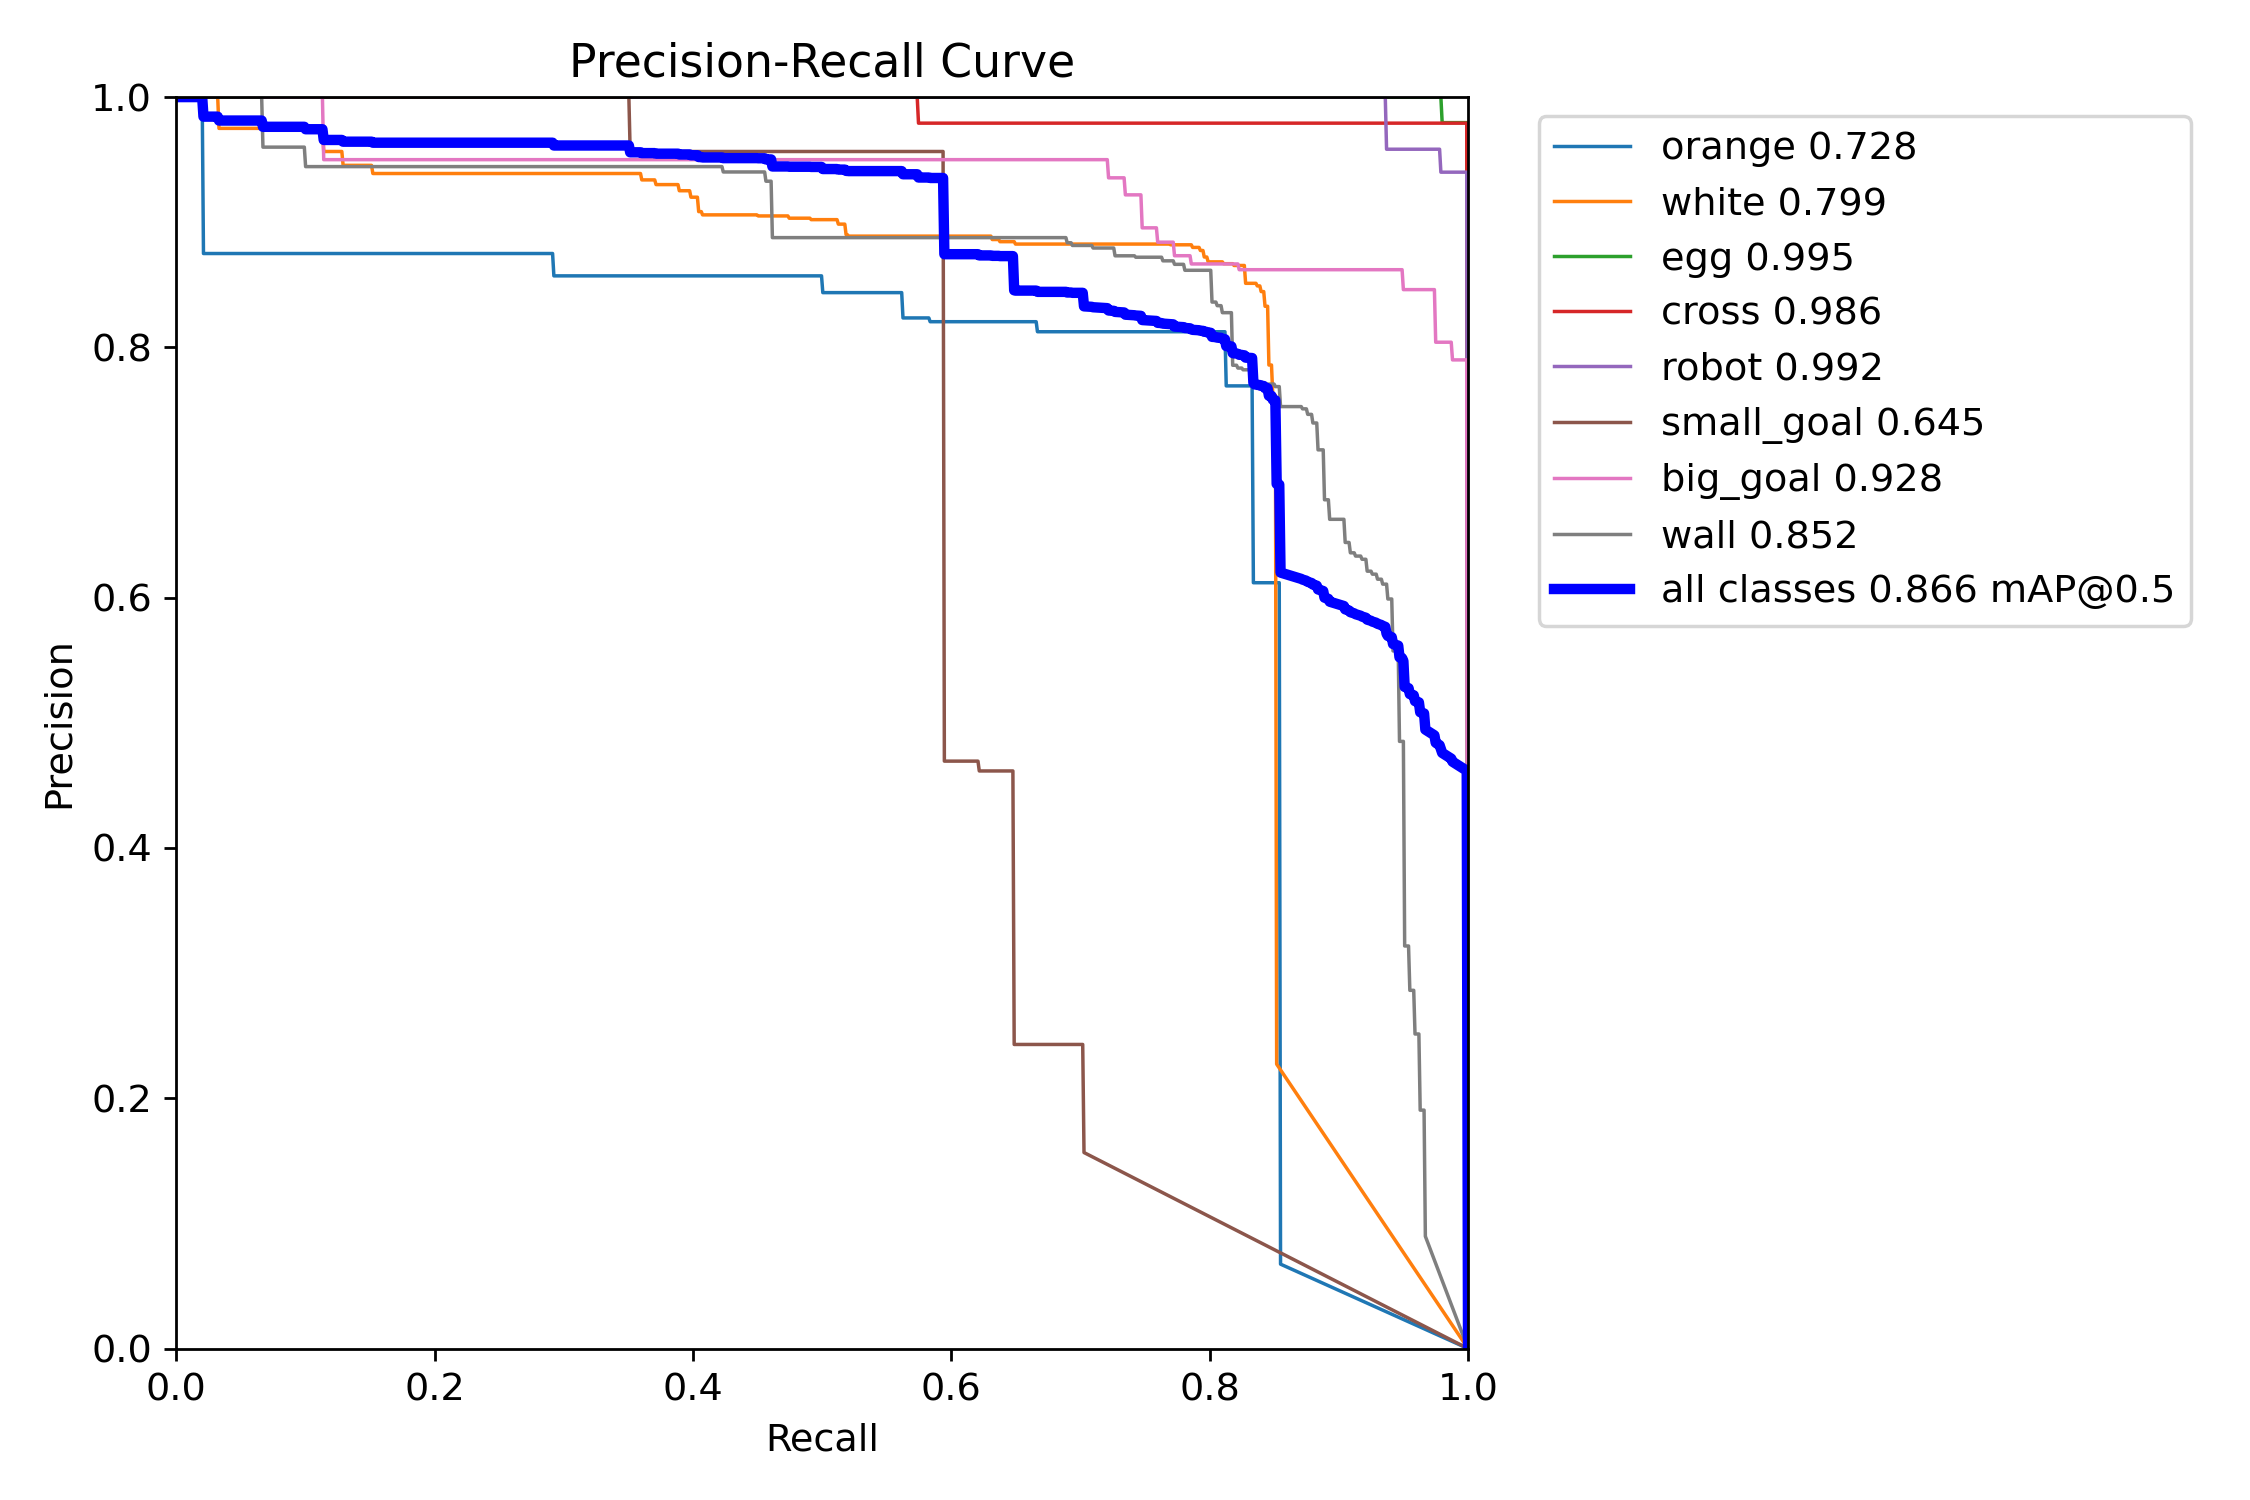 Precision-Recall Curve
1.0
0.8
0.6
0.4
0.2
0.0
Precision
0.0 0.2 0.4 0.6 0.8 1.0
Recall
orange 0.728
white 0.799
egg 0.995
cross 0.986
robot 0.992
small_goal 0.645
big_goal 0.928
wall 0.852
all classes 0.866 mAP@0.5